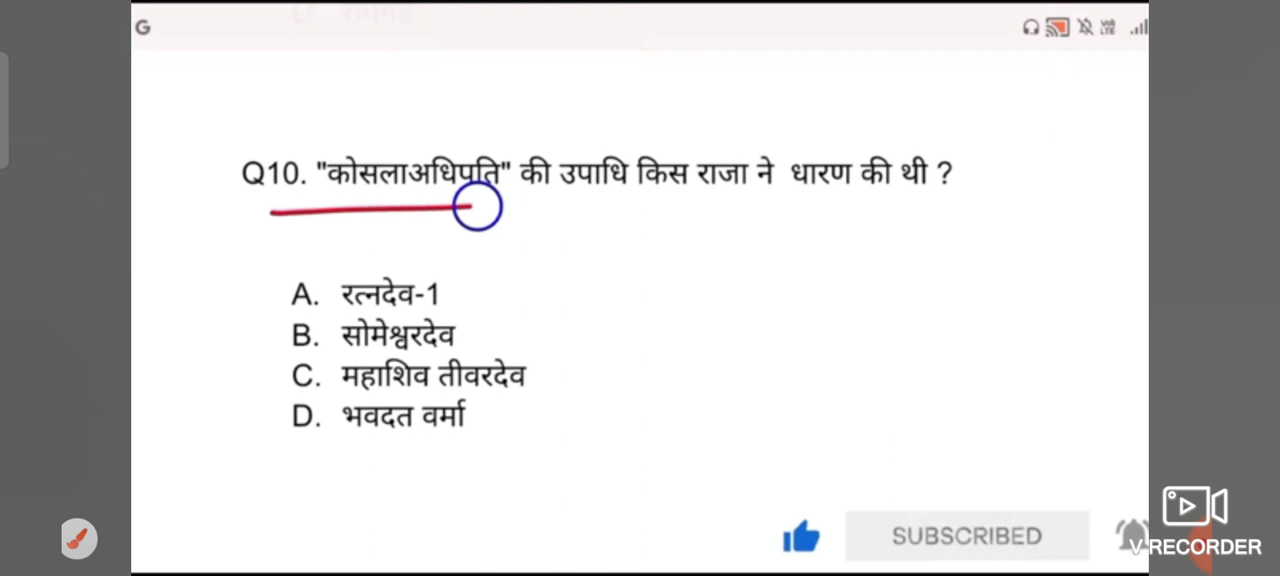 G
Q10. "कोसलाअधिपति" की उपाधि किस राजा ने धारण की थी ?
A. रत्नदेव-1
B. सोमेश्वरदेव
C. महाशिव तीवरदेव
D. भवदत वर्मा
SUBSCRIBED
V RECORDER